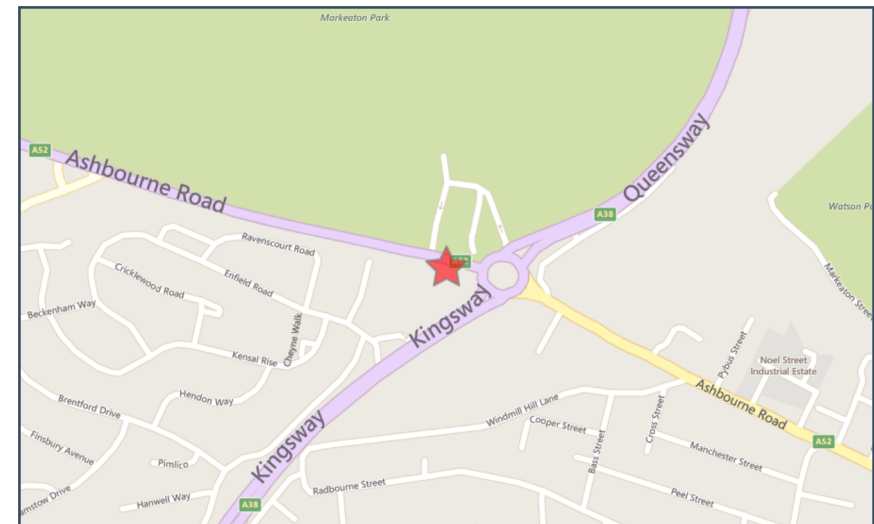 Markeaton Park
A52
Ashbourne Road
Queensway
A38
Watson P
Ravenscourt Road
Cricklewood Road
Enfield Road
Markeaton Street
Beckenham Way
Cheyne Walk
Kingsway
Kensal Rise
Pybus Street
Noel Street
Industrial Estate
Hendon Way
Brentford Drive
Windmill Hill Lane
Ashbourne Road
Cooper Street
Cross Street
Finsbury Avenue
Kingsway
Bass Street
A52
Pimlico
Manchester Street
amstow Drive
Hanwell Way
A38
Radbourne Street
Peel Street